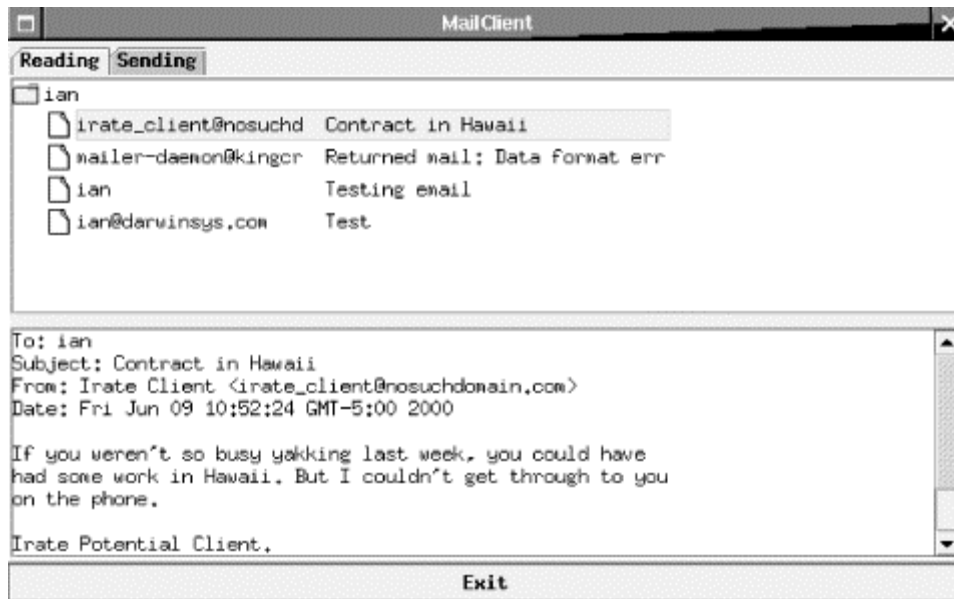 MailClient
Reading Sending
ian
irate_client@nosuchd Contract in Hawaii
mailer-daemon@kingcr Returned mail: Data format err
ian Testing email
ian@darwinsys.com Test
To: ian
Subject: Contract in Hawaii
From: Irate Client <irate_client@nosuchdomain.com>
Date: Fri Jun 09 10:52:24 GMT-5:00 2000
If you weren't so busy yakking last week, you could have
had some work in Hawaii. But I couldn't get through to you
on the phone.
Irate Potential Client.
Exit